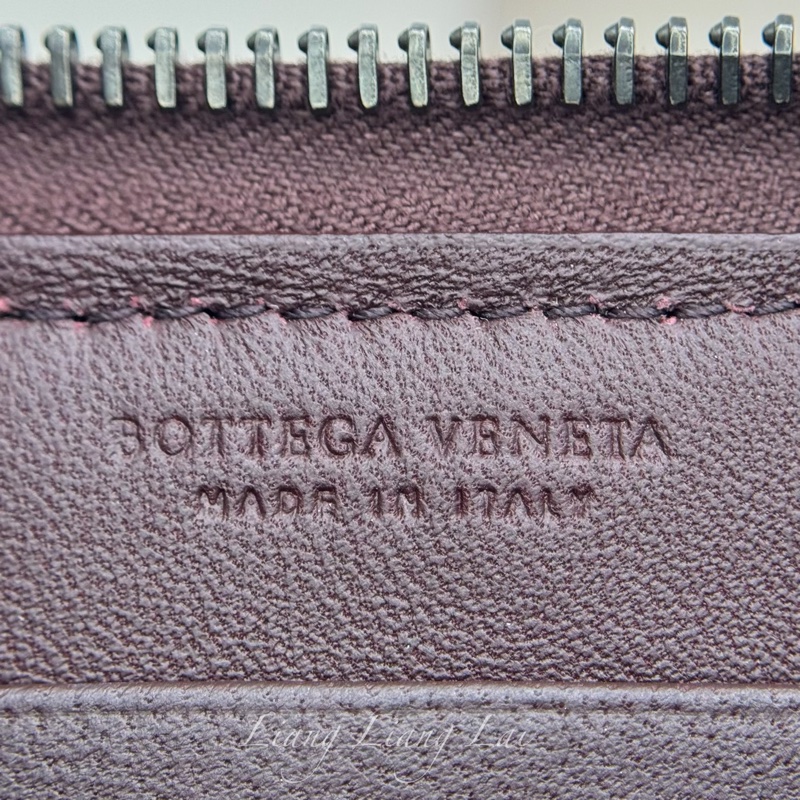 BOTTEGA VENETA
MADE IN ITALY
Liang Liang Lai